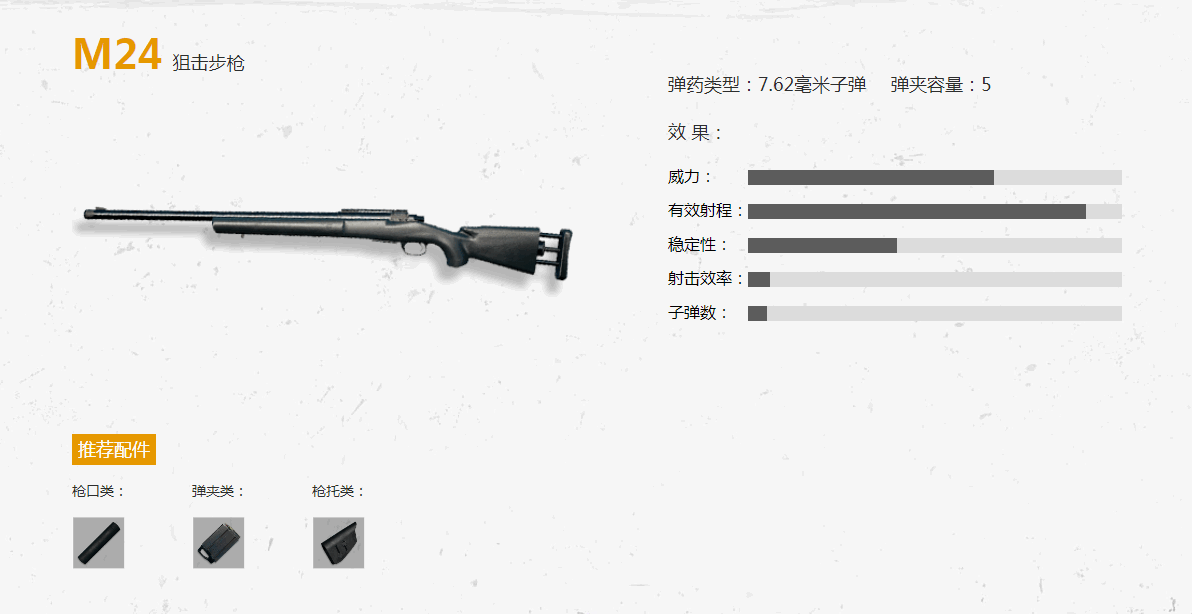 M24 狙击步枪
弹药类型：7.62毫米子弹 弹夹容量：5
效 果：
威力：
有效射程：
稳定性：
射击效率：
子弹数：
推荐配件
枪口类： 弹夹类： 枪托类：